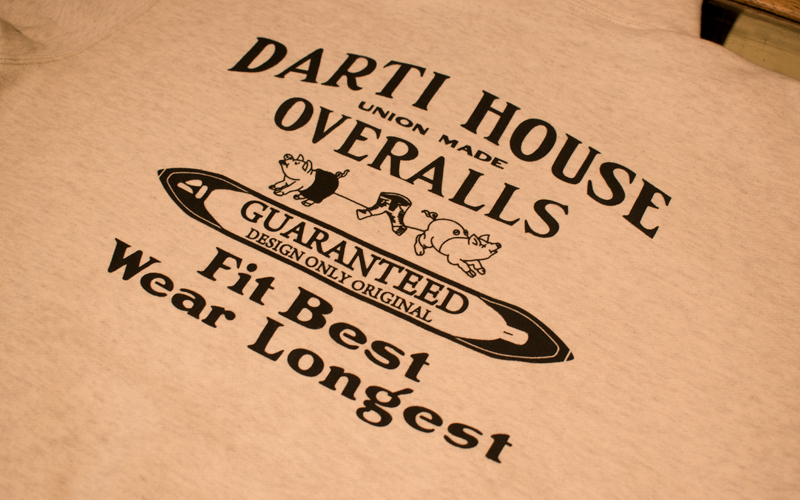 DARTI HOUSE
UNION MADE
OVERALLS
GUARANTEED
DESIGN ONLY ORIGINAL
Fit Best
Wear Longest